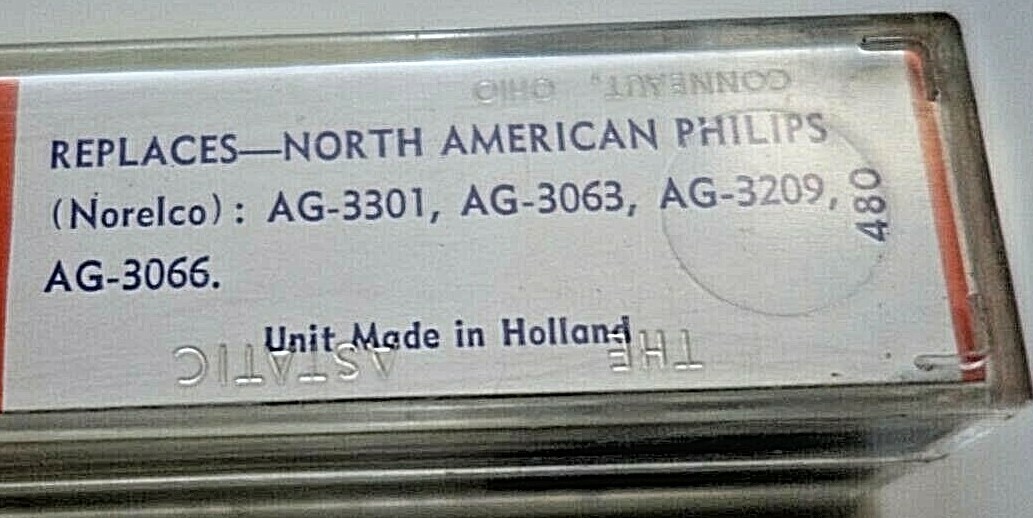 CONNEAUT, OHIO
REPLACES—NORTH AMERICAN PHILIPS
(Norelco): AG-3301, AG-3063, AG-3209,
AG-3066.
480
Unit Made in Holland
THE ASTATIC